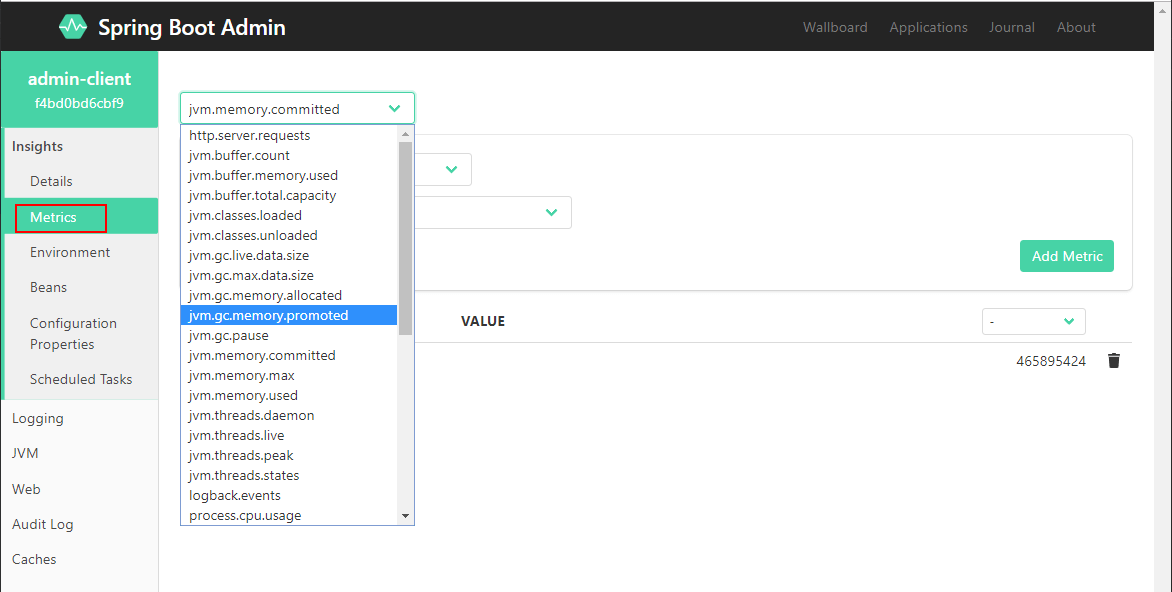 Spring Boot Admin
Wallboard Applications Journal About
admin-client
f4bd0bd6cbf9
Insights
Details
Metrics
Environment
Beans
Configuration
Properties
Scheduled Tasks
Logging
JVM
Web
Audit Log
Caches
jvm.memory.committed
http.server.requests
jvm.buffer.count
jvm.buffer.memory.used
jvm.buffer.total.capacity
jvm.classes.loaded
jvm.classes.unloaded
jvm.gc.live.data.size
jvm.gc.max.data.size
jvm.gc.memory.allocated
jvm.gc.memory.promoted
jvm.gc.pause
jvm.memory.committed
jvm.memory.max
jvm.memory.used
jvm.threads.daemon
jvm.threads.live
jvm.threads.peak
jvm.threads.states
logback.events
process.cpu.usage
Add Metric
VALUE -
465895424